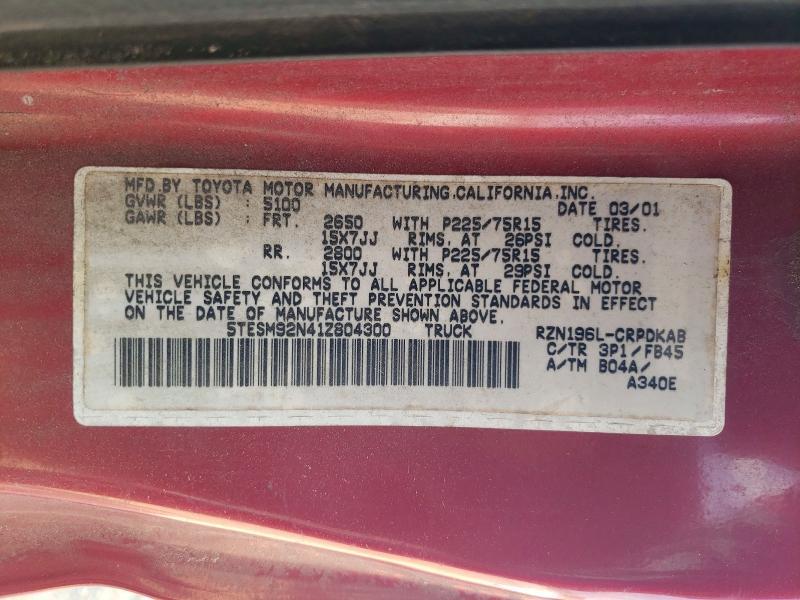 MFD.BY TOYOTA MOTOR MANUFACTURING.CALIFORNIA.INC.
GVWR (LBS) : 5100 DATE 03/01
GAWR (LBS) : FRT. 2650 WITH P225/75R15 TIRES.
15X7JJ RIMS, AT 26PSI COLD.
RR. 2800 WITH P225/75R15 TIRES.
15X7JJ RIMS, AT 29PSI COLD.
THIS VEHICLE CONFORMS TO ALL APPLICABLE FEDERAL MOTOR
VEHICLE SAFETY AND THEFT PREVENTION STANDARDS IN EFFECT
ON THE DATE OF MANUFACTURE SHOWN ABOVE.
5TESM92N41Z804300 TRUCK RZN196L-CRPDKAB
C/TR 3P1/FB45
A/TM B04A/
A340E